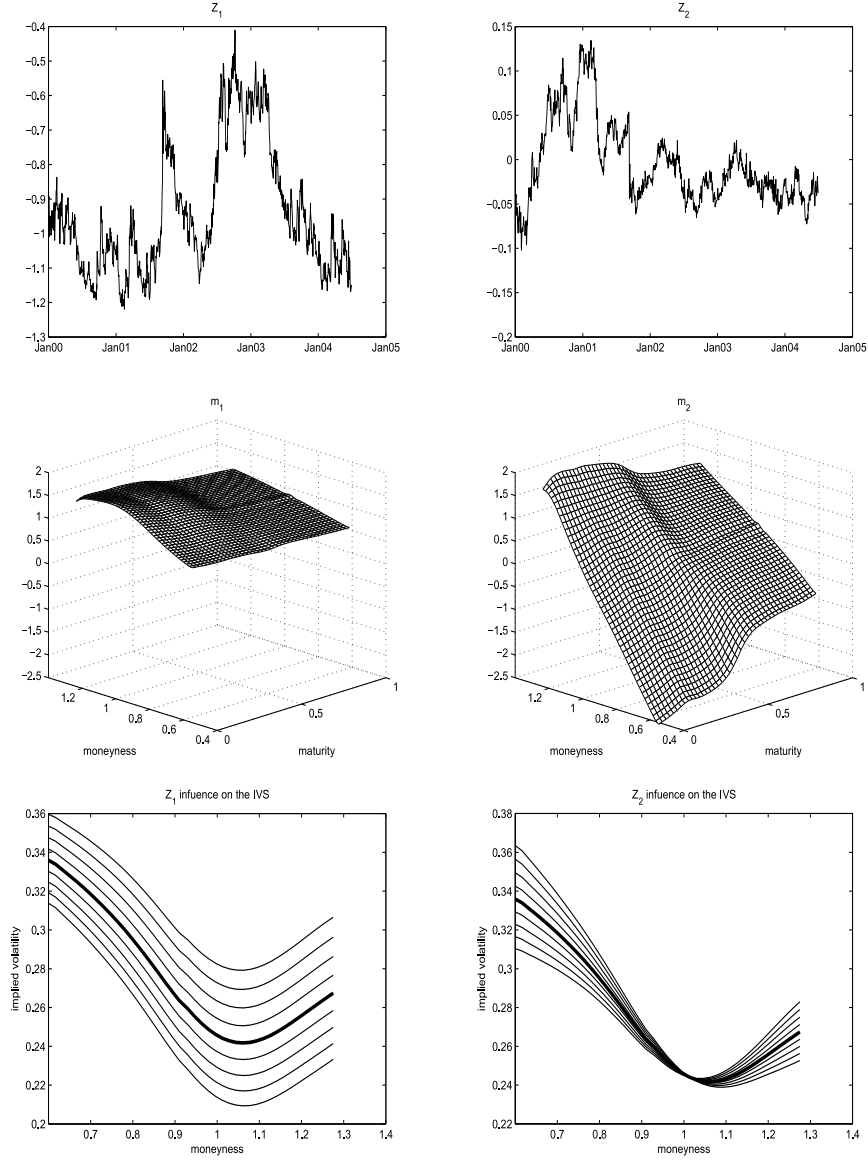 Z1
−0.4
−0.5
−0.6
−0.7
−0.8
−0.9
−1
−1.1
−1.2
−1.3
Jan00 Jan01 Jan02 Jan03 Jan04 Jan05
Z2
0.15
0.1
0.05
0
−0.05
−0.1
−0.15
−0.2
Jan00 Jan01 Jan02 Jan03 Jan04 Jan05
m1
2
1.5
1
0.5
0
−0.5
−1
−1.5
−2
−2.5
1.2 1 0.8 0.6 0.4
0 0.5 1
moneyness maturity
m2
2
1.5
1
0.5
0
−0.5
−1
−1.5
−2
−2.5
1.2 1 0.8 0.6 0.4
0 0.5 1
moneyness maturity
Z1 infuence on the IVS
0.36
0.34
0.32
0.3
0.28
0.26
0.24
0.22
0.2
implied volatility
0.7 0.8 0.9 1 1.1 1.2 1.3 1.4
moneyness
Z2 infuence on the IVS
0.38
0.36
0.34
0.32
0.3
0.28
0.26
0.24
0.22
implied volatility
0.7 0.8 0.9 1 1.1 1.2 1.3 1.4
moneyness